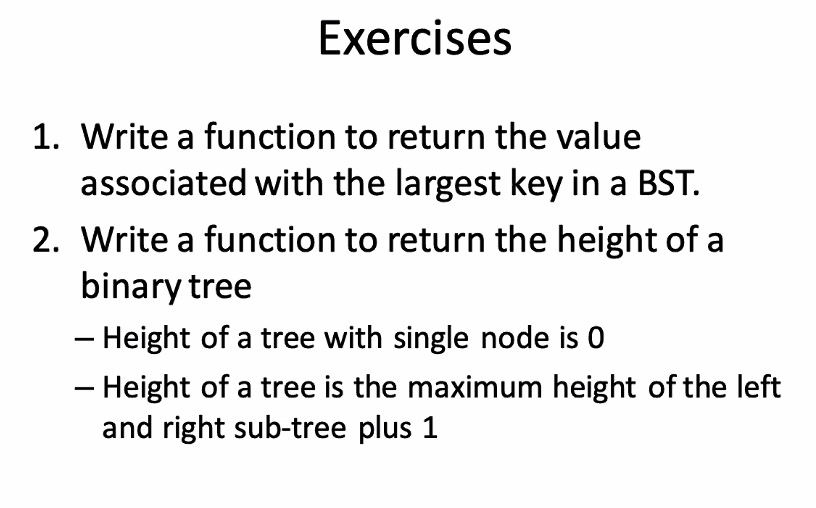 Exercises
1. Write a function to return the value
associated with the largest key in a BST.
2. Write a function to return the height of a
binary tree
– Height of a tree with single node is 0
– Height of a tree is the maximum height of the left
and right sub-tree plus 1